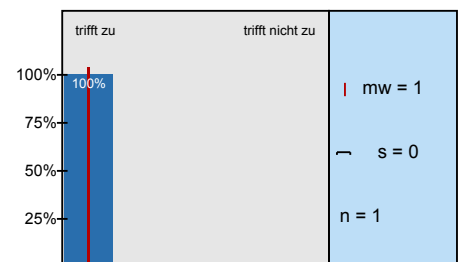 trifft zu trifft nicht zu
100%
100%
mw = 1
75%
s = 0
50%
25%
n = 1